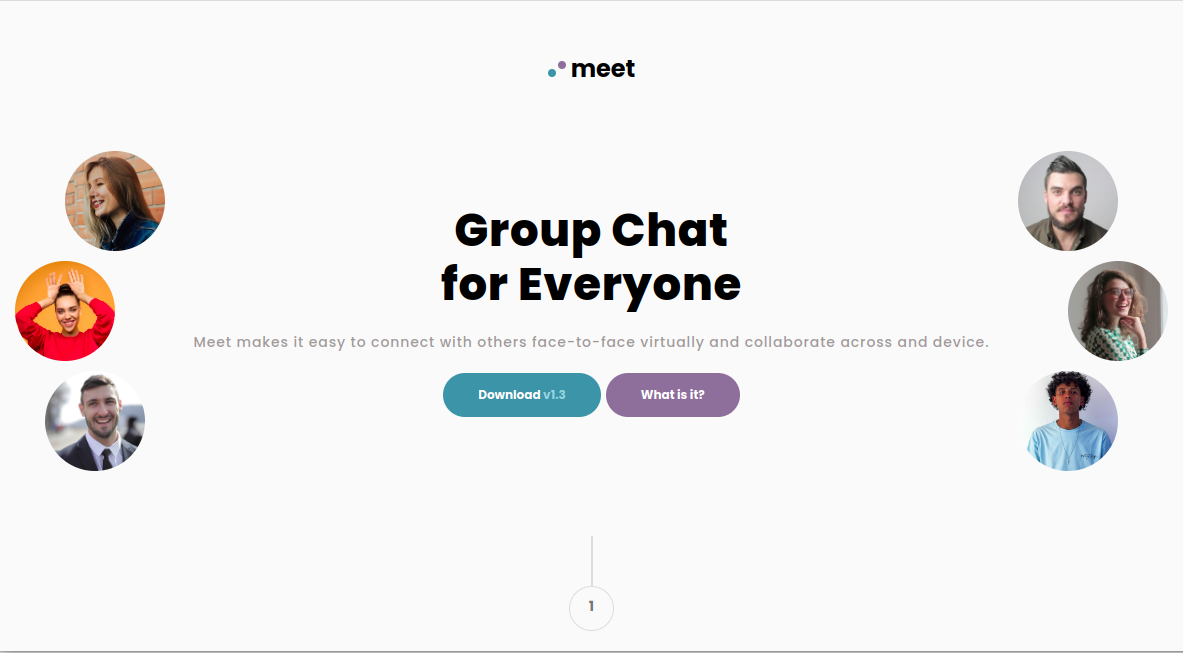 meet
Group Chat
for Everyone
Meet makes it easy to connect with others face-to-face virtually and collaborate across and device.
Download v1.3
What is it?
1